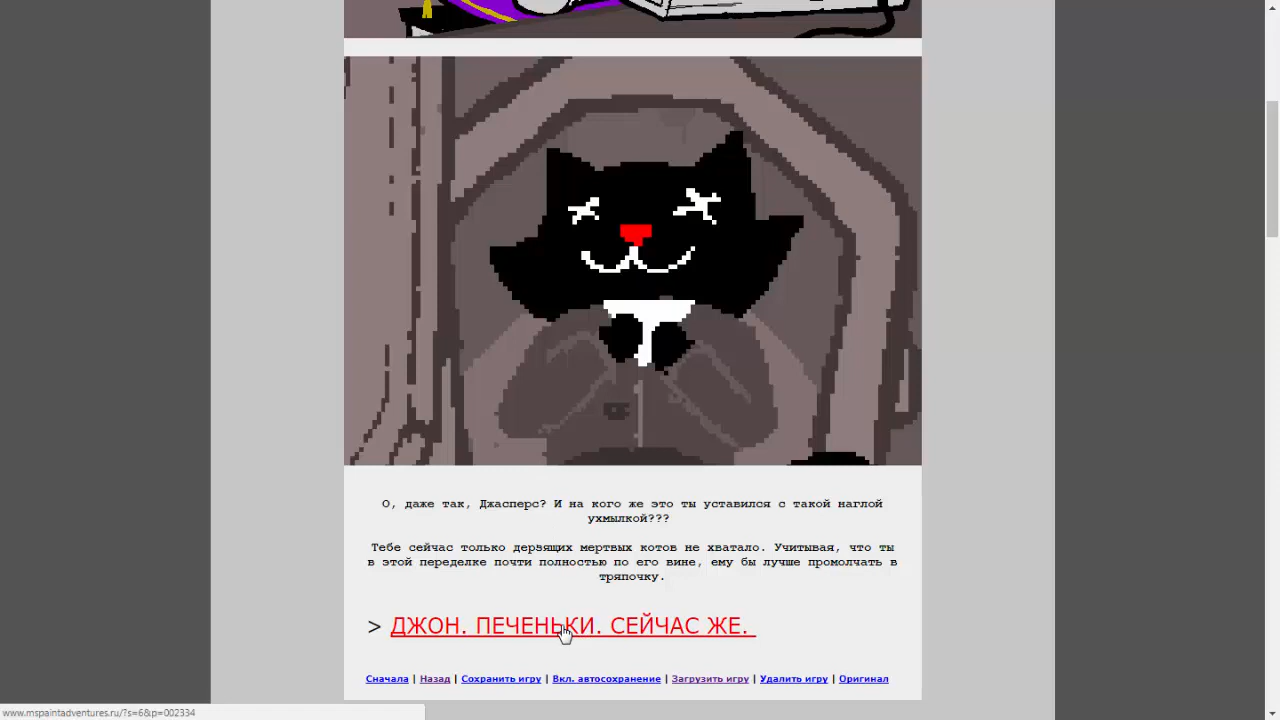 О, даже так, Джасперс? И на кого же это ты уставился с такой наглой
ухмылкой???
Тебе сейчас только дерзящих мертвых котов не хватало. Учитывая, что ты
в этой переделке почти полностью по его вине, ему бы лучше промолчать в
тряпочку.
> ДЖОН. ПЕЧЕНЬКИ. СЕЙЧАС ЖЕ.
Сначала | Назад | Сохранить игру | Вкл. автосохранение | Загрузить игру | Удалить игру | Оригинал
www.mspaintadventures.ru/?s=6&p=002334